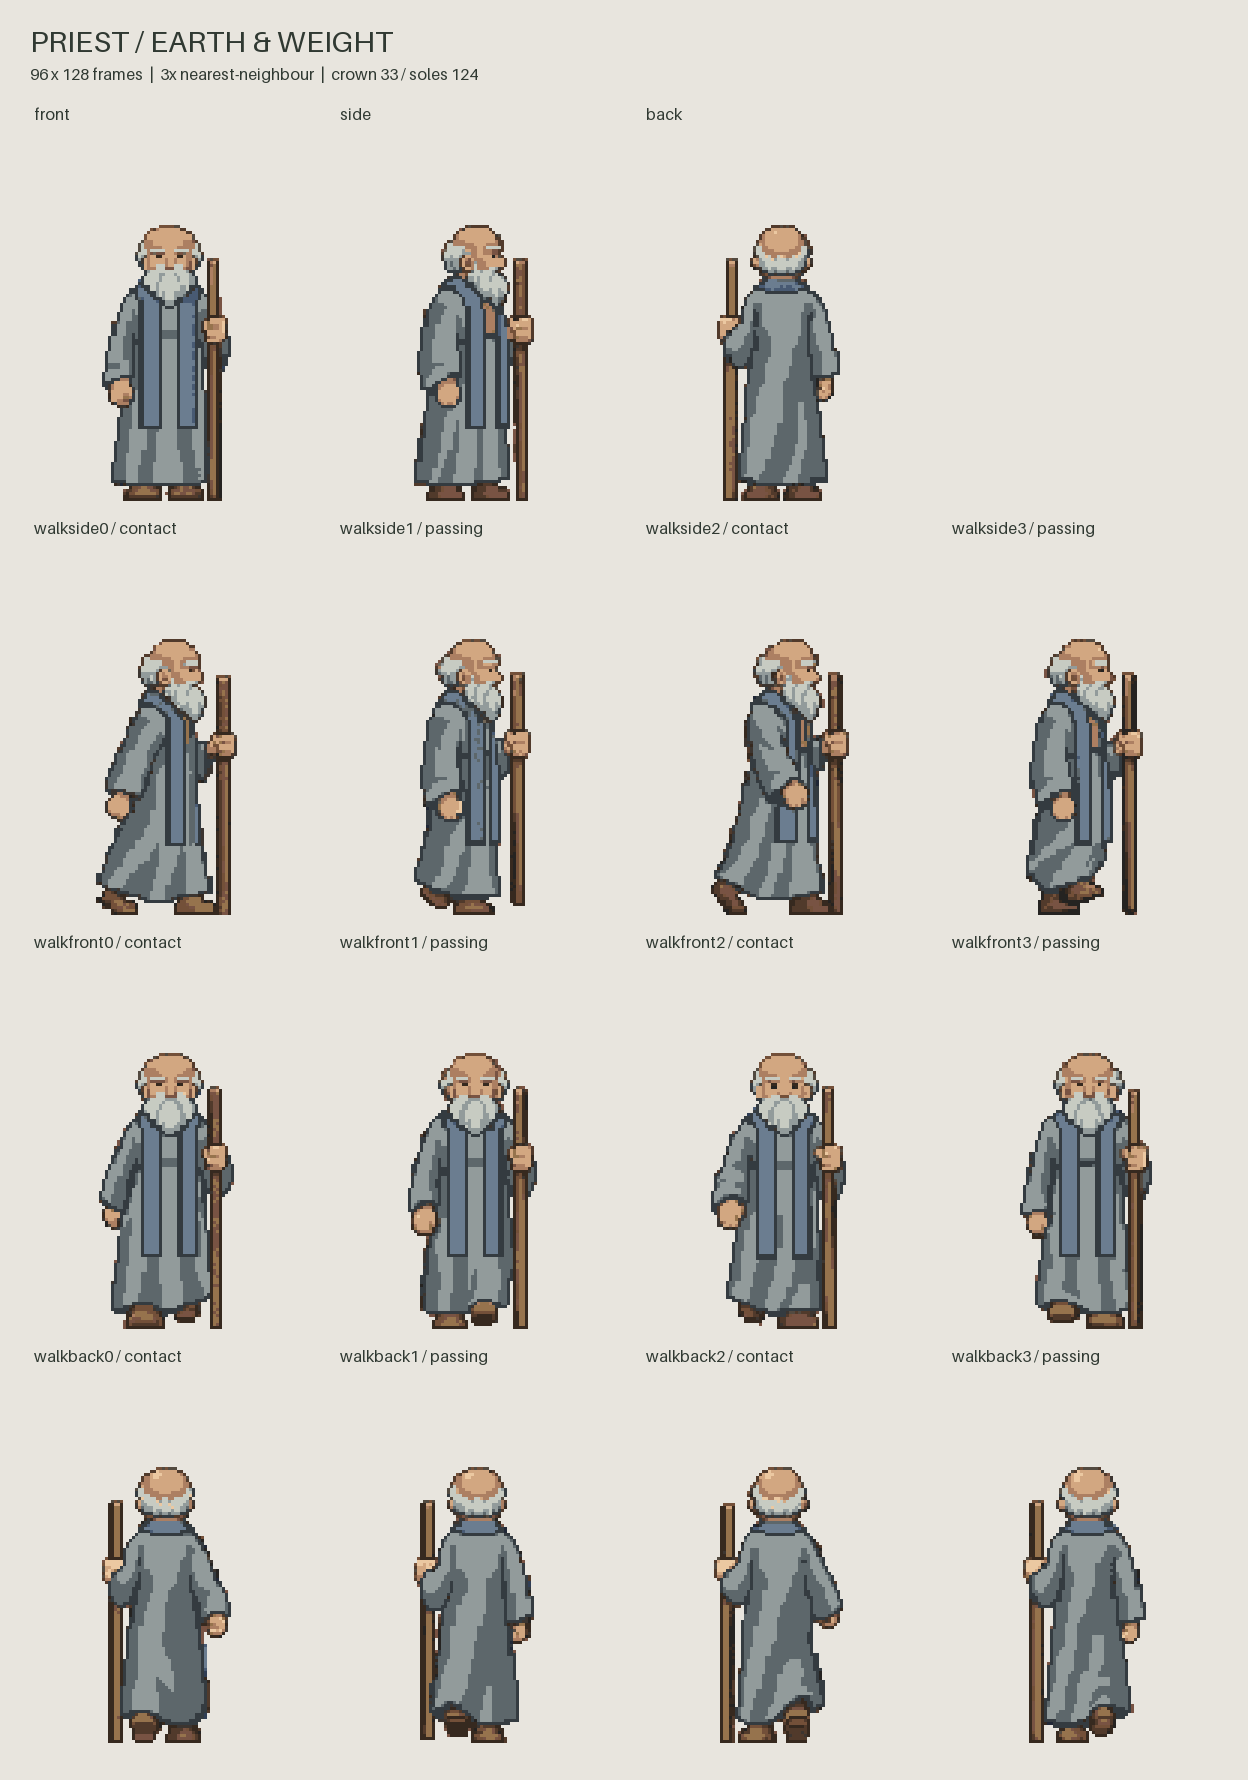 PRIEST / EARTH & WEIGHT
96 x 128 frames | 3x nearest-neighbour | crown 33 / soles 124
front side back
walkside0 / contact walkside1 / passing walkside2 / contact walkside3 / passing
walkfront0 / contact walkfront1 / passing walkfront2 / contact walkfront3 / passing
walkback0 / contact walkback1 / passing walkback2 / contact walkback3 / passing